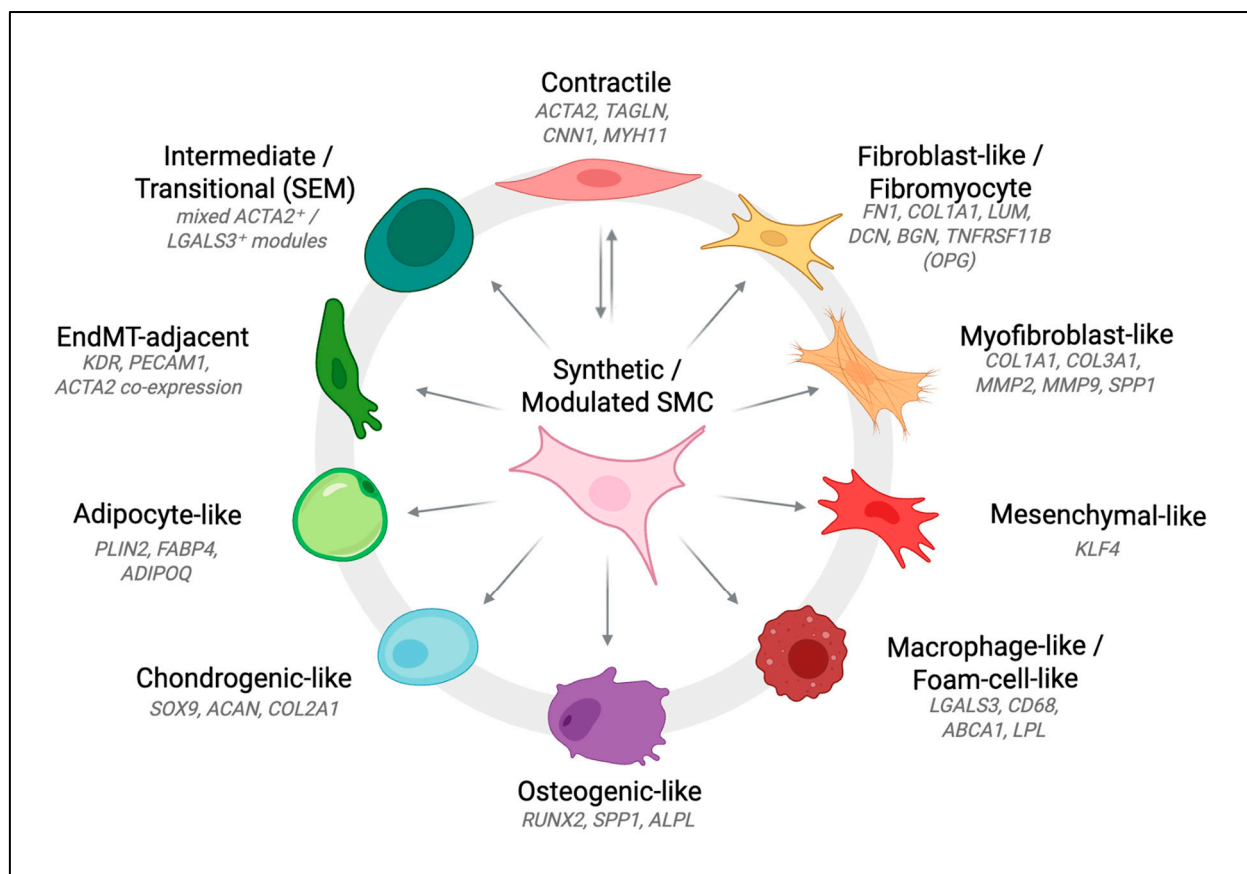 Contractile
ACTA2, TAGLN,
CNN1, MYH11
Intermediate /
Transitional (SEM)
mixed ACTA2⁺ /
LGALS3⁺ modules
Fibroblast-like /
Fibromyocyte
FN1, COL1A1, LUM,
DCN, BGN, TNFRSF11B
(OPG)
EndMT-adjacent
KDR, PECAM1,
ACTA2 co-expression
Synthetic /
Modulated SMC
Myofibroblast-like
COL1A1, COL3A1,
MMP2, MMP9, SPP1
Adipocyte-like
PLIN2, FABP4,
ADIPOQ
Mesenchymal-like
KLF4
Chondrogenic-like
SOX9, ACAN, COL2A1
Macrophage-like /
Foam-cell-like
LGALS3, CD68,
ABCA1, LPL
Osteogenic-like
RUNX2, SPP1, ALPL